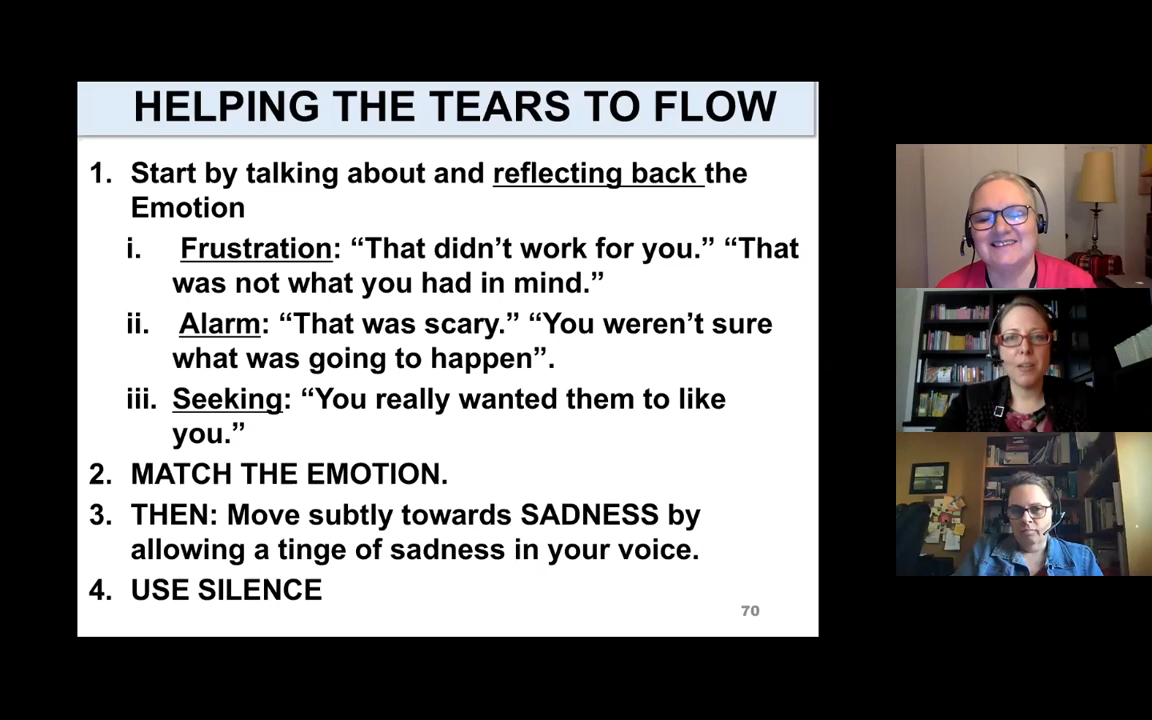 HELPING THE TEARS TO FLOW
1. Start by talking about and reflecting back the
Emotion
i. Frustration: “That didn’t work for you.” “That
was not what you had in mind.”
ii. Alarm: “That was scary.” “You weren’t sure
what was going to happen”.
iii. Seeking: “You really wanted them to like
you.”
2. MATCH THE EMOTION.
3. THEN: Move subtly towards SADNESS by
allowing a tinge of sadness in your voice.
4. USE SILENCE
70